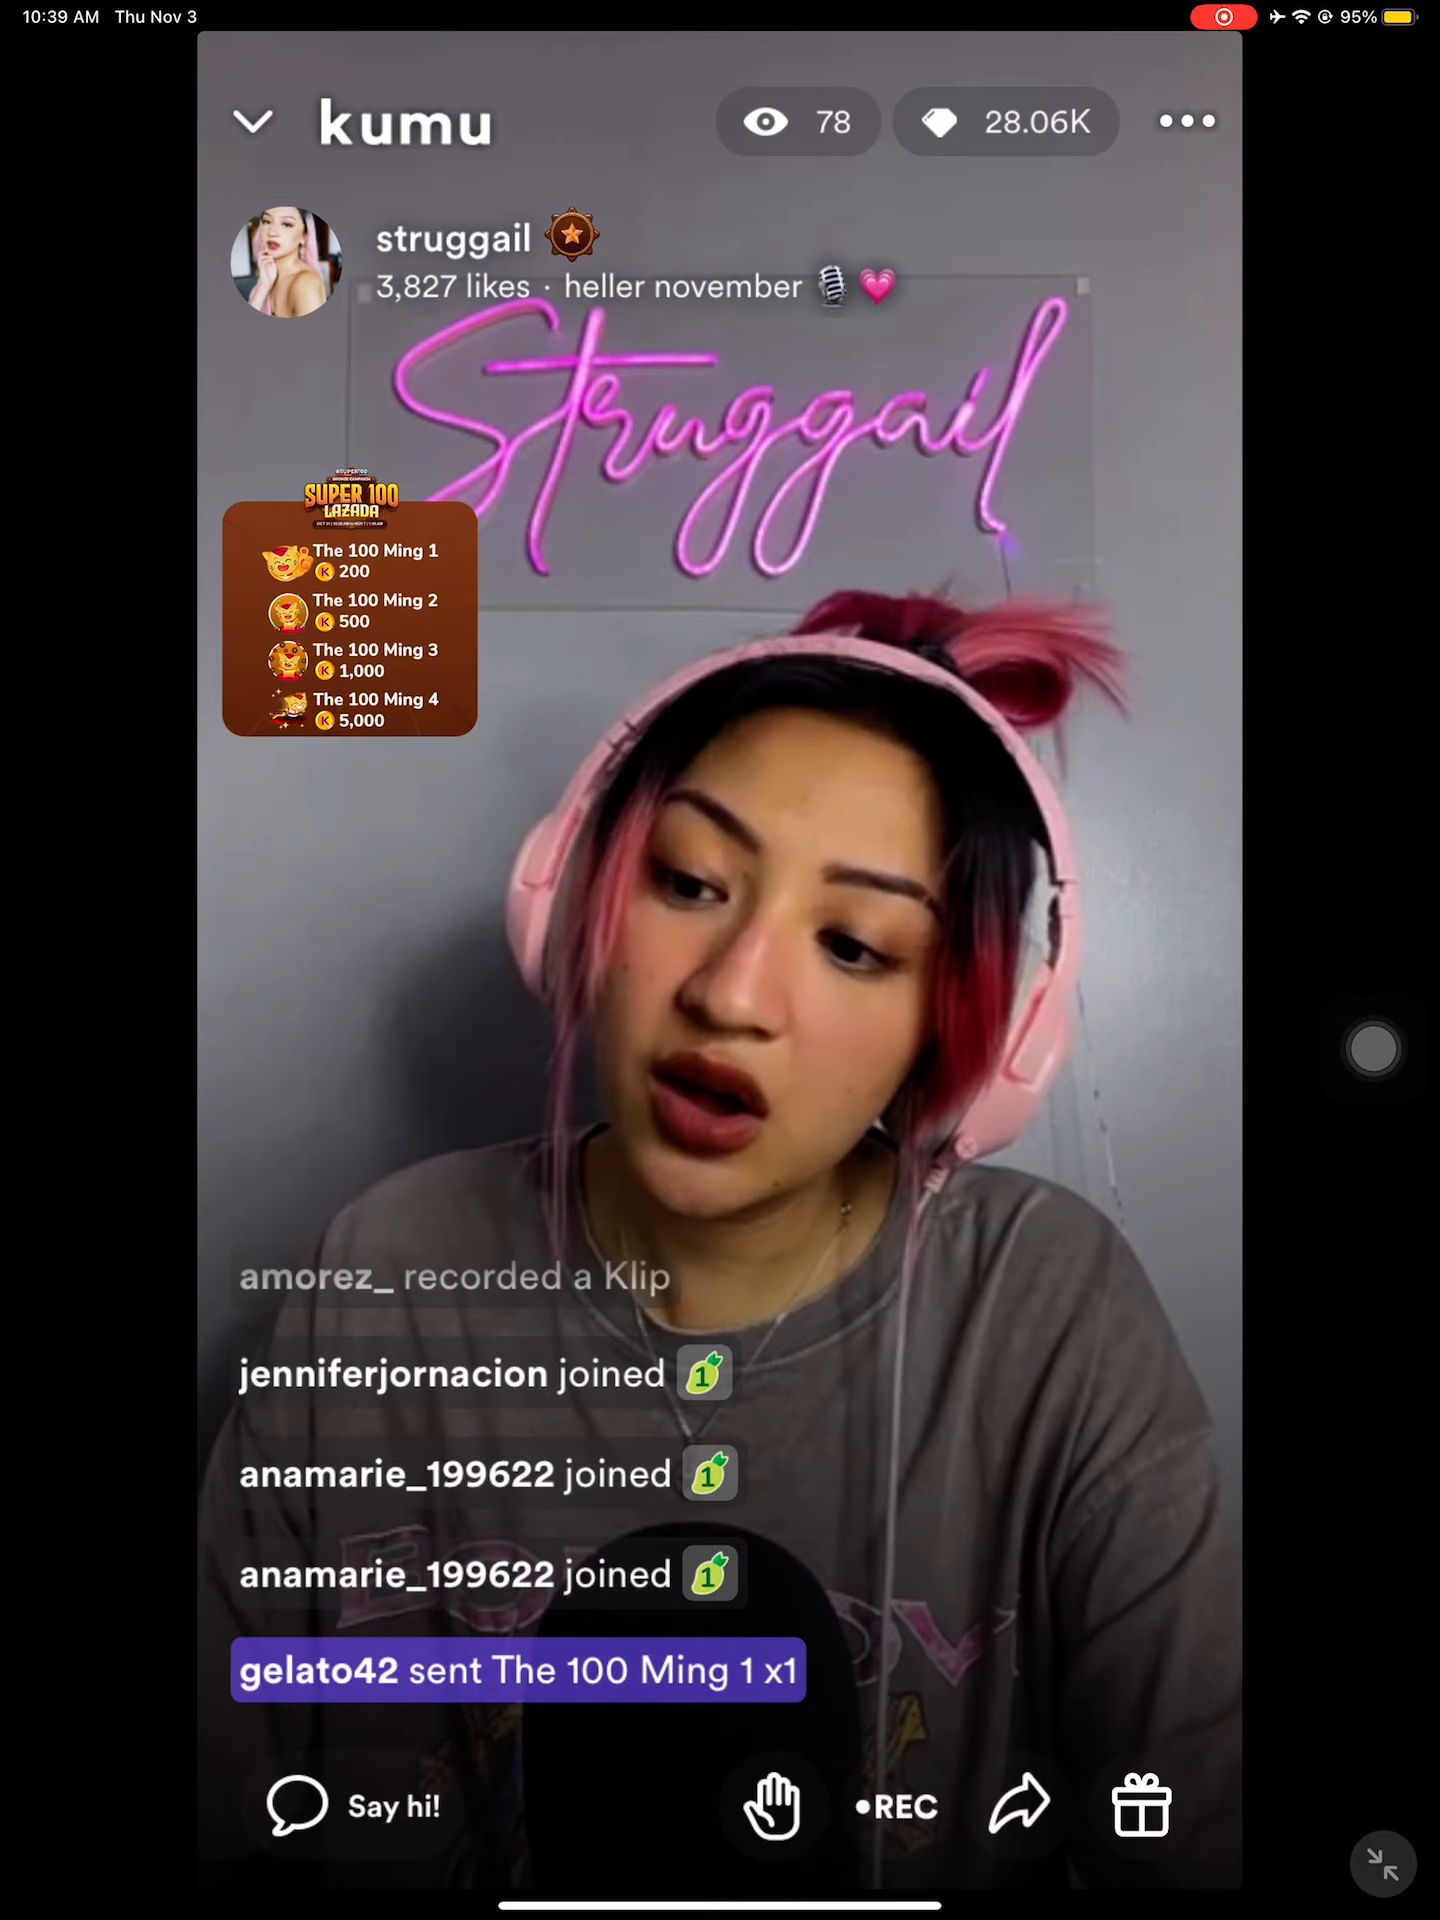 10:39 AM Thu Nov 3
95%
kumu
78
28.06K
struggail
3,827 likes · heller november
Struggail
#SUPER100
BRONZE CAMPAIGN
SUPER 100
LAZADA
The 100 Ming 1
K 200
The 100 Ming 2
K 500
The 100 Ming 3
K 1,000
The 100 Ming 4
K 5,000
amorez_ recorded a Klip
jenniferjornacion joined 1
anamarie_199622 joined 1
anamarie_199622 joined 1
gelato42 sent The 100 Ming 1 x1
Say hi!
REC